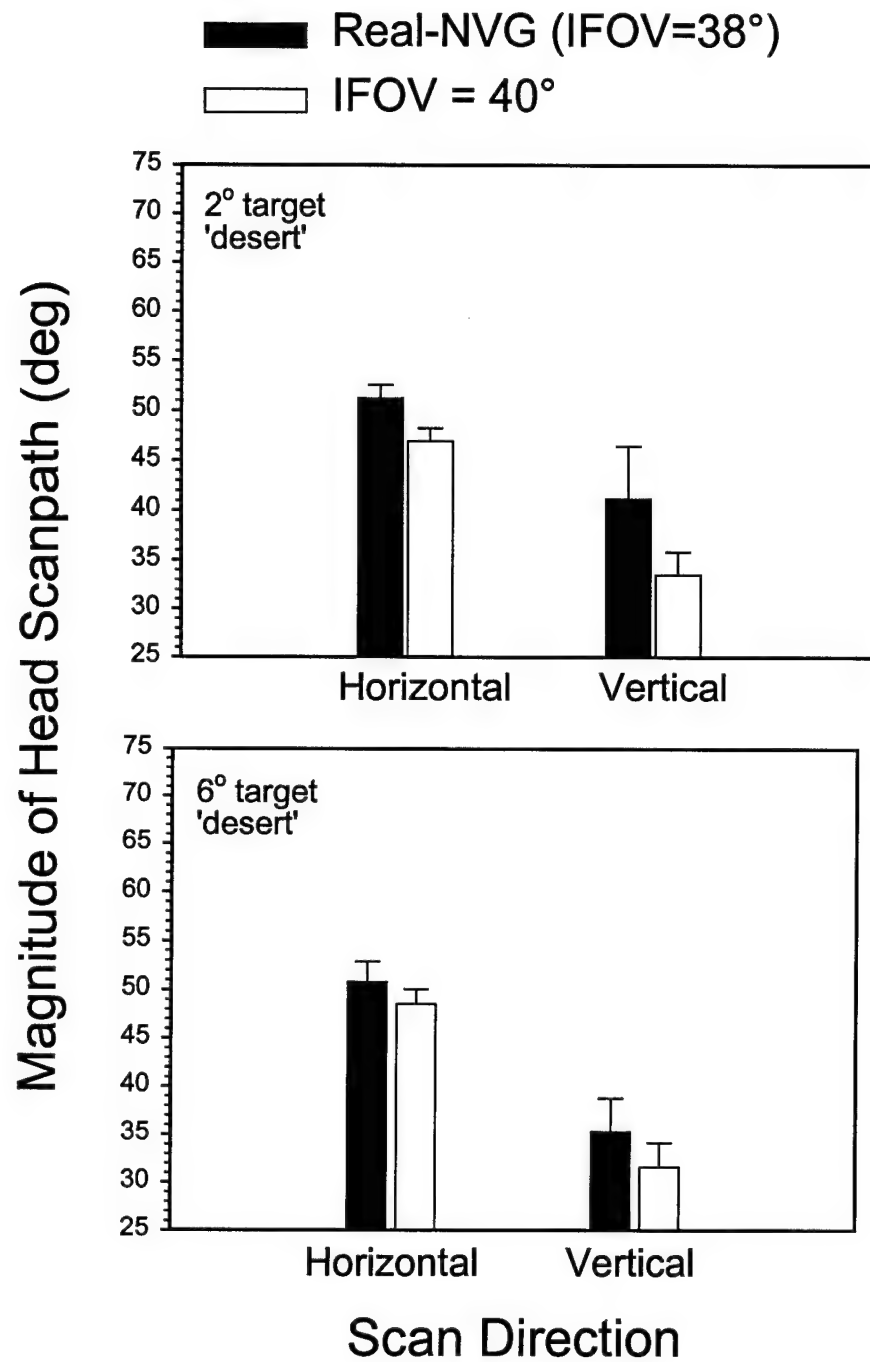 Real-NVG (IFOV=38°)
IFOV = 40°
Magnitude of Head Scanpath (deg)
75
70
65
60
55
50
45
40
35
30
25
2° target
'desert'
Horizontal
Vertical
75
70
65
60
55
50
45
40
35
30
25
6° target
'desert'
Horizontal
Vertical
Scan Direction